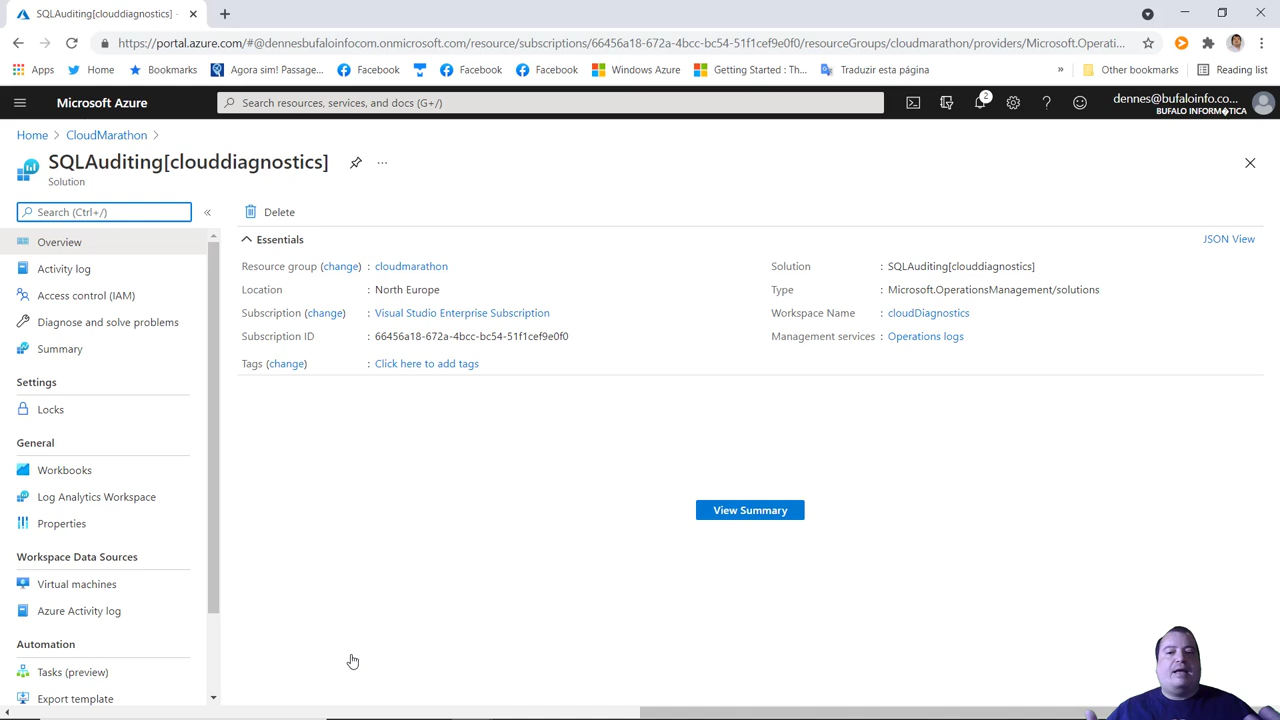 SQLAuditing[clouddiagnostics] -
https://portal.azure.com/#@dennesbufaloinfocom.onmicrosoft.com/resource/subscriptions/66456a18-672a-4bcc-bc54-51f1cef9e0f0/resourceGroups/cloudmarathon/providers/Microsoft.Operati...
Apps Home Bookmarks Agora sim! Passage... Facebook Facebook Facebook Windows Azure Getting Started : Th... Traduzir esta página » Other bookmarks Reading list
Microsoft Azure
Search resources, services, and docs (G+/)
2
dennes@bufaloinfo.co...
BUFALO INFORM�TICA
Home > CloudMarathon >
SQLAuditing[clouddiagnostics] ...
Solution
Search (Ctrl+/) «
Overview
Activity log
Access control (IAM)
Diagnose and solve problems
Summary
Settings
Locks
General
Workbooks
Log Analytics Workspace
Properties
Workspace Data Sources
Virtual machines
Azure Activity log
Automation
Tasks (preview)
Export template
Delete
Essentials
JSON View
Resource group (change) : cloudmarathon
Location : North Europe
Subscription (change) : Visual Studio Enterprise Subscription
Subscription ID : 66456a18-672a-4bcc-bc54-51f1cef9e0f0
Tags (change) : Click here to add tags
Solution : SQLAuditing[clouddiagnostics]
Type : Microsoft.OperationsManagement/solutions
Workspace Name : cloudDiagnostics
Management services : Operations logs
View Summary